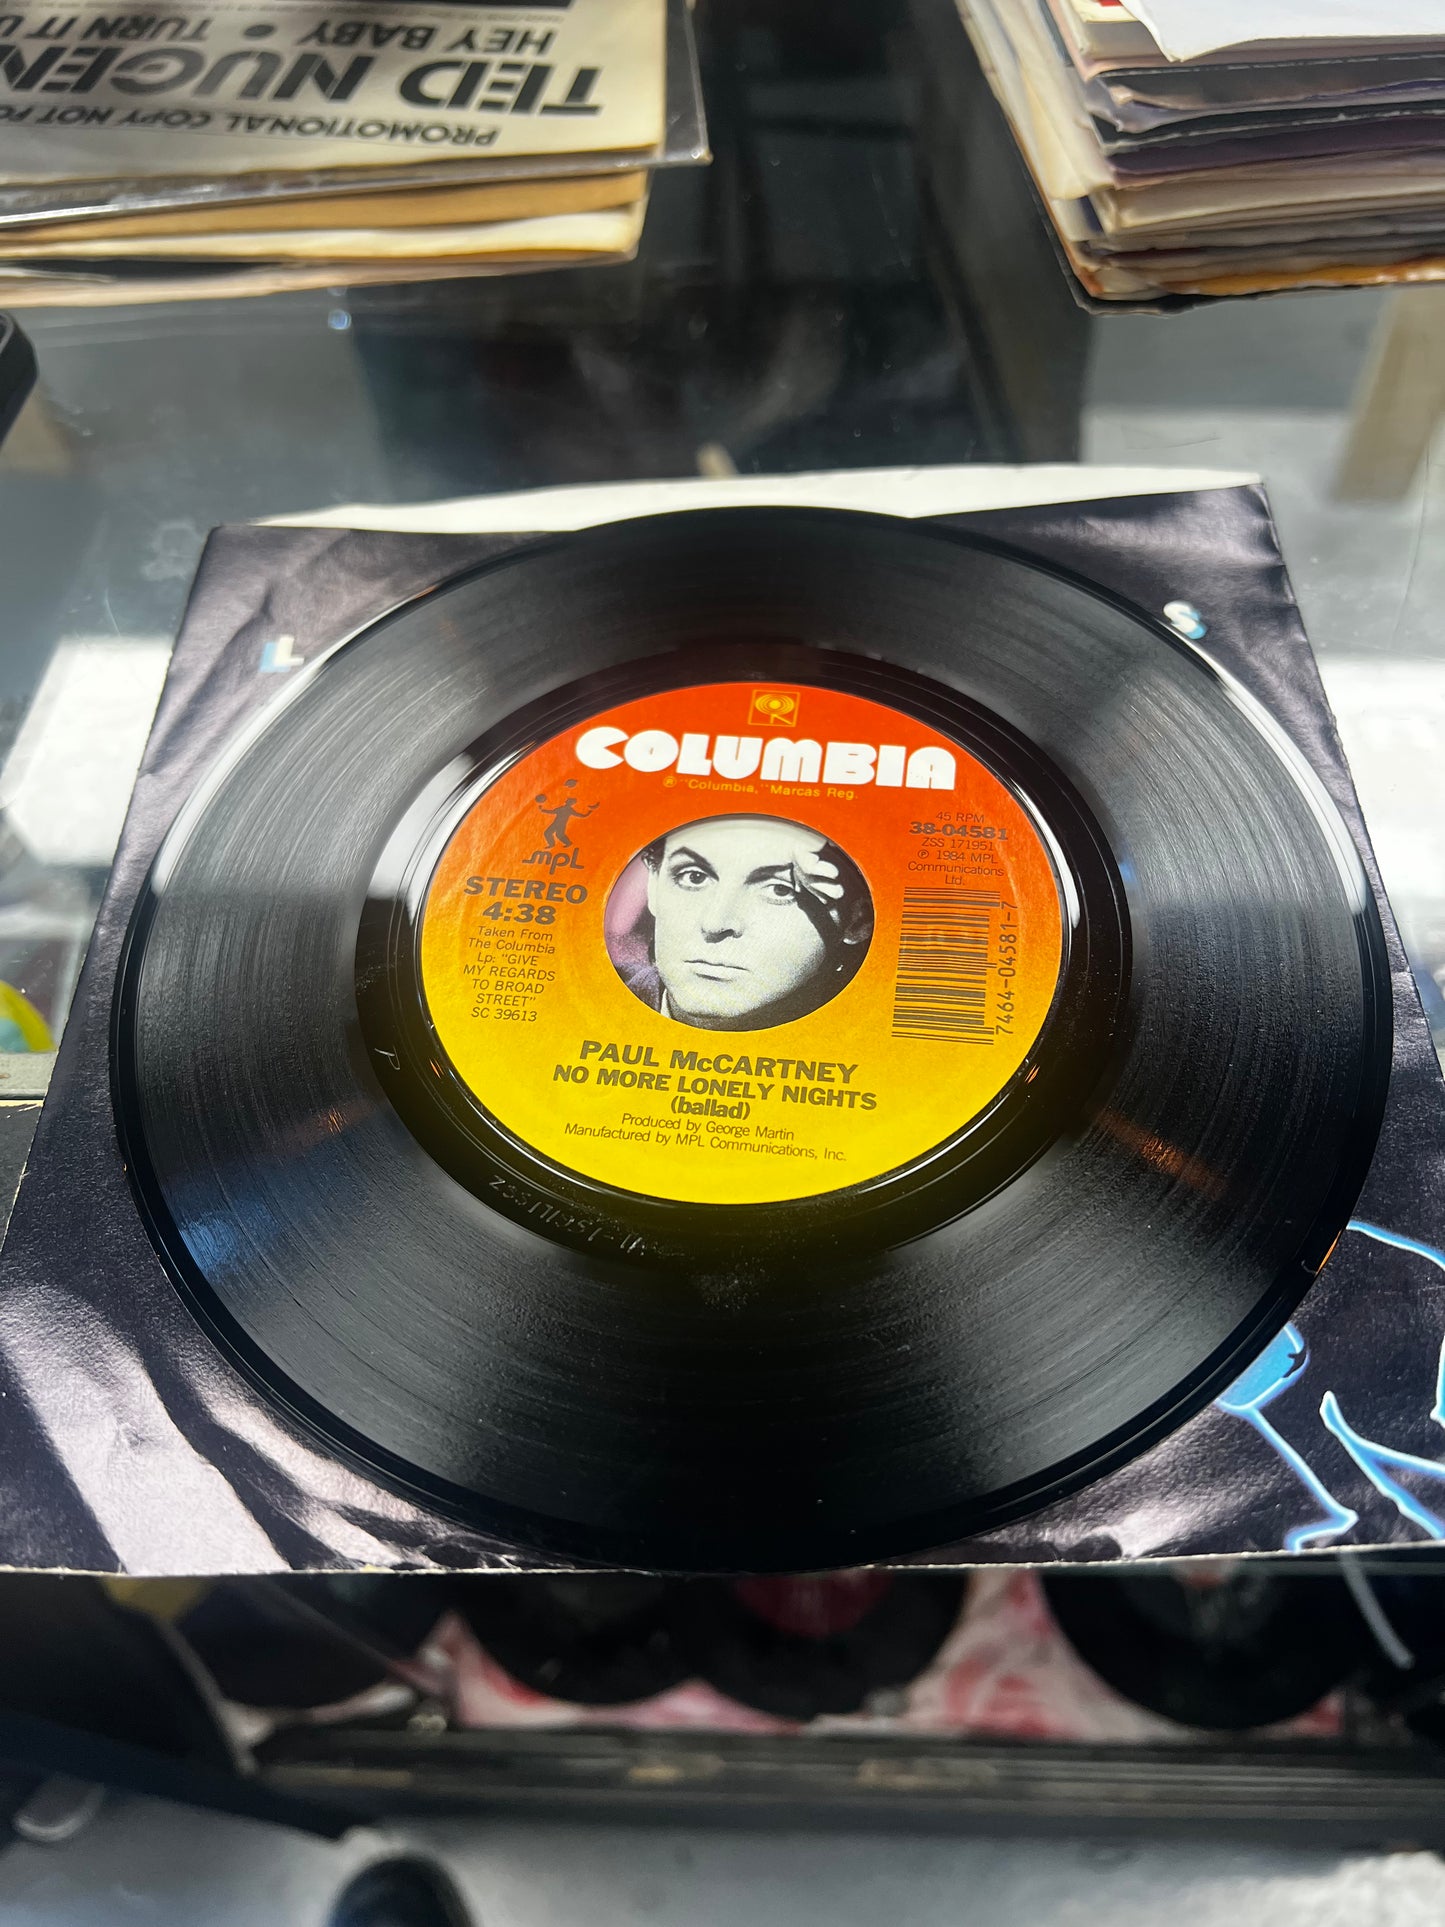 TED NUGEN
HEY BABY • TURN IT U
PROMOTIONAL COPY NOT FO
L S
COLUMBIA
® "Columbia," Marcas Reg.
mpl
STEREO
4:38
Taken From
The Columbia
Lp: "GIVE
MY REGARDS
TO BROAD
STREET"
SC 39613
45 RPM
38-04581
ZSS 171951
℗ 1984 MPL
Communications
Ltd.
7464-04581-7
PAUL McCARTNEY
NO MORE LONELY NIGHTS
(ballad)
Produced by George Martin
Manufactured by MPL Communications, Inc.
P